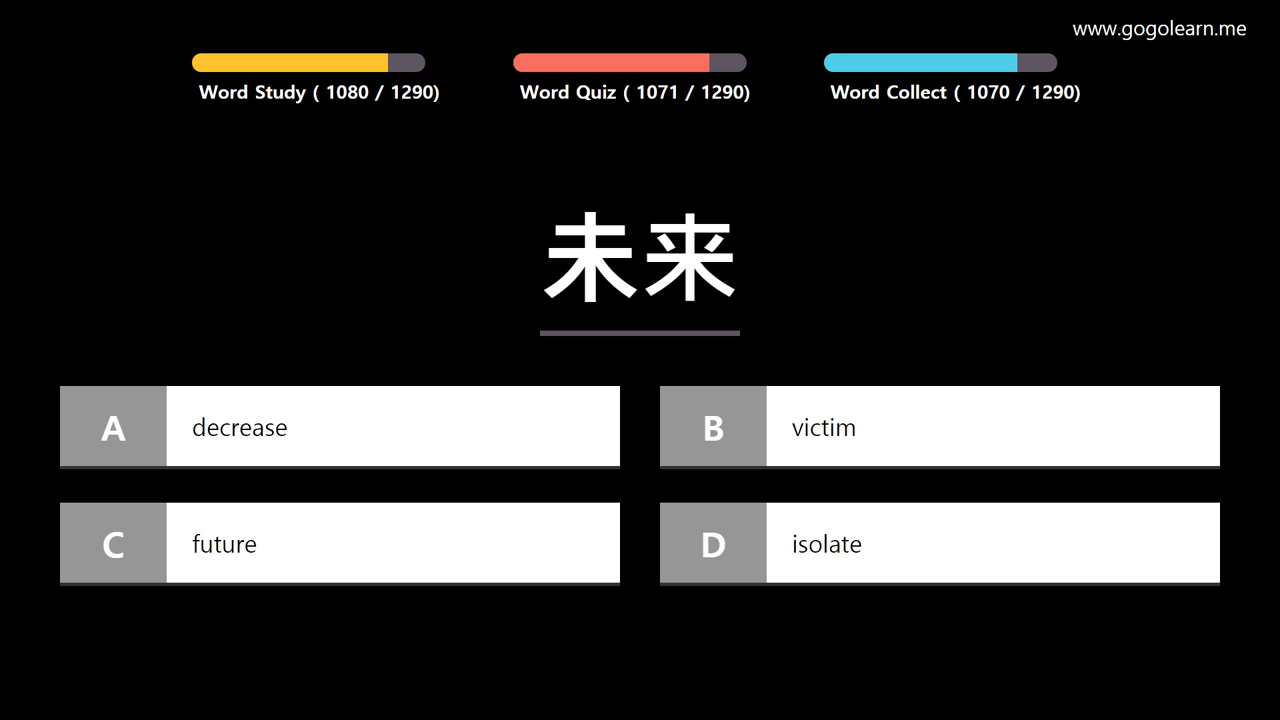 www.gogolearn.me
Word Study ( 1080 / 1290)
Word Quiz ( 1071 / 1290)
Word Collect ( 1070 / 1290)
未来
A decrease
B victim
C future
D isolate